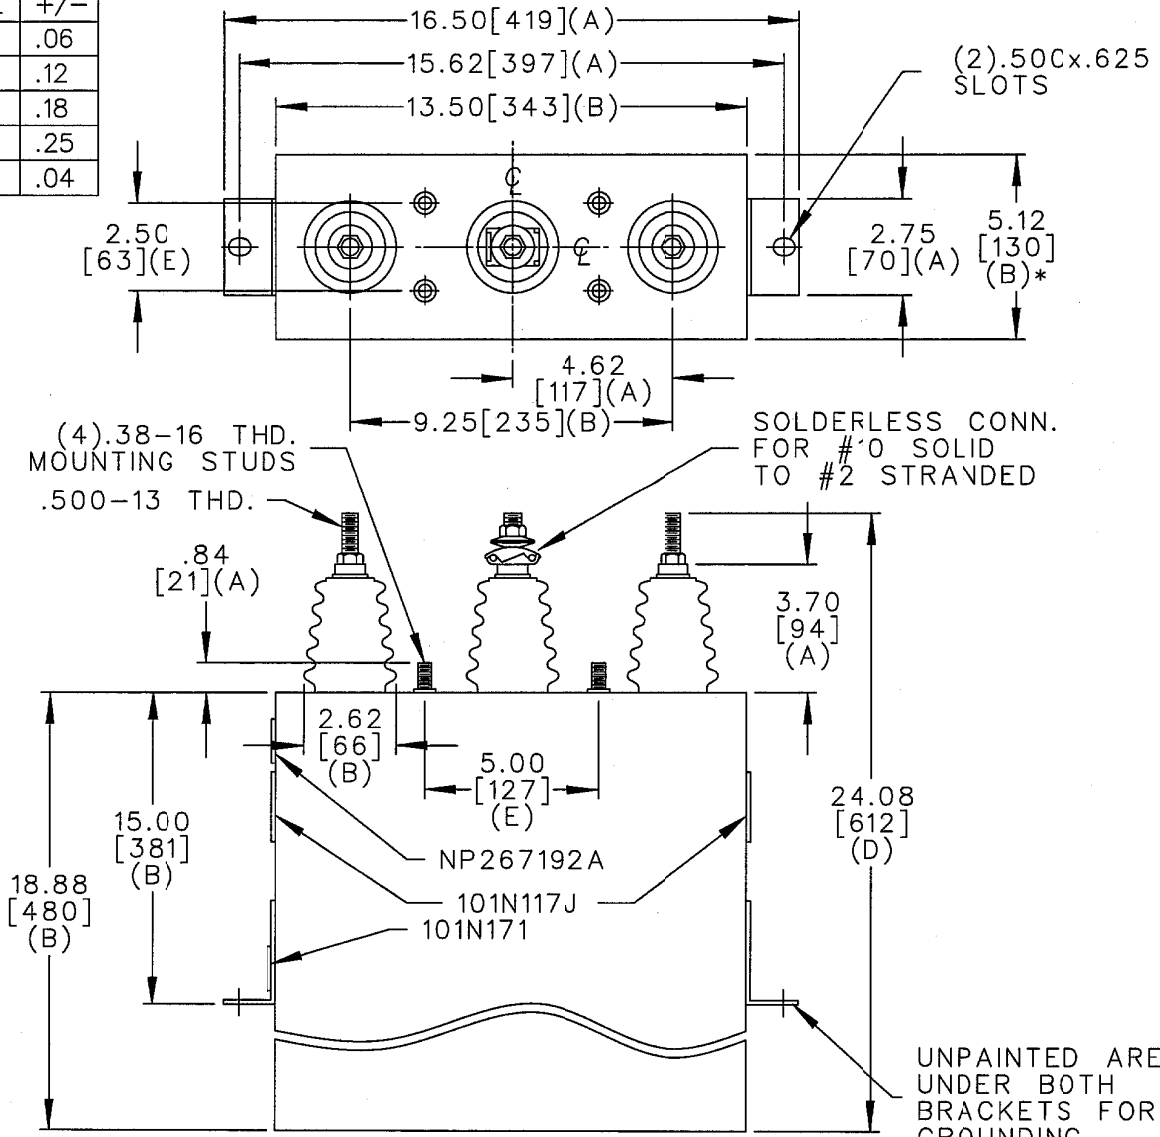 +/-
.06
.12
.18
.25
.04
16.50[419](A)
15.62[397](A)
13.50[343](B)
(2).500x.625
SLOTS
2.50
[63](E)
2.75
[70](A)
5.12
[130]
(B)*
4.62
[117](A)
9.25[235](B)
(4).38-16 THD.
MOUNTING STUDS
.500-13 THD.
SOLDERLESS CONN.
FOR SOLID
TO #2 STRANDED
.84
[21](A)
3.70
[94]
(A)
2.62
[66]
(B)
5.00
[127]
(E)
24.08
[612]
(D)
15.00
[381]
(B)
18.88
[480]
(B)
NP267192A
101N117J
101N171
UNPAINTED ARE
UNDER BOTH
BRACKETS FOR
GROUNDING